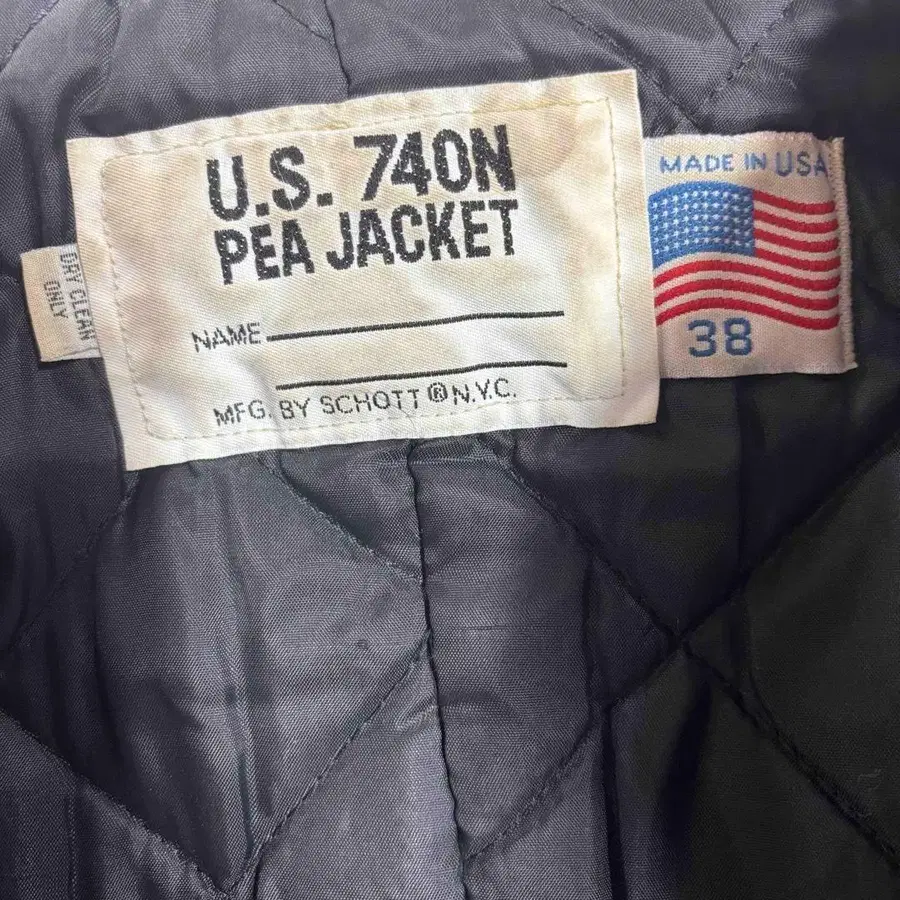 U.S. 740N
PEA JACKET
NAME
MFG. BY SCHOTT ® N.Y.C.
MADE IN USA
38
DRY CLEAN
ONLY